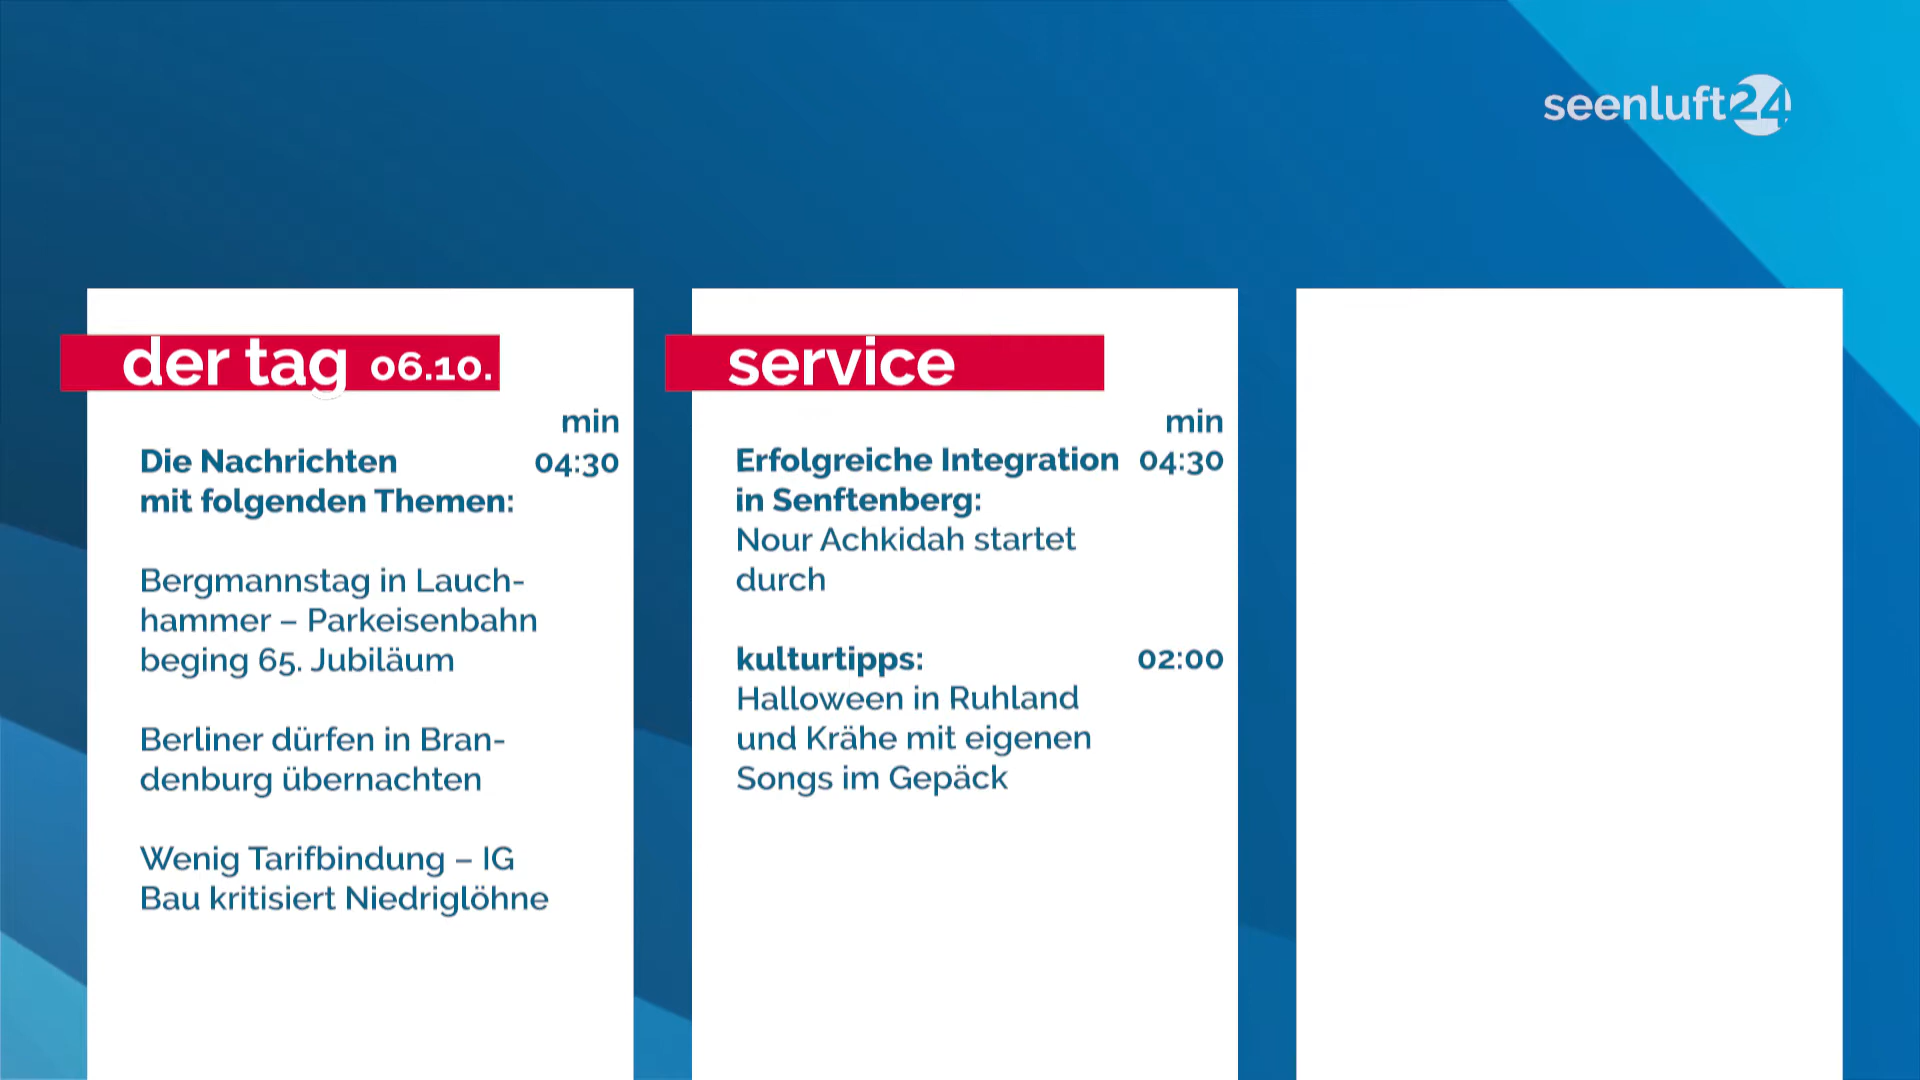 seenluft24
der tag 06.10.
min
Die Nachrichten 04:30
mit folgenden Themen:
Bergmannstag in Lauch-
hammer – Parkeisenbahn
beging 65. Jubiläum
Berliner dürfen in Bran-
denburg übernachten
Wenig Tarifbindung – IG
Bau kritisiert Niedriglöhne
service
min
Erfolgreiche Integration 04:30
in Senftenberg:
Nour Achkidah startet
durch
kulturtipps: 02:00
Halloween in Ruhland
und Krähe mit eigenen
Songs im Gepäck